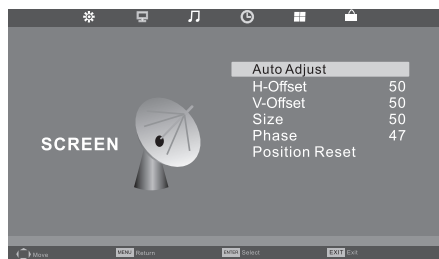 Auto Adjust
H-Offset 50
V-Offset 50
Size 50
SCREEN
Phase 47
Position Reset
Move MENU Return ENTER Select EXIT Exit